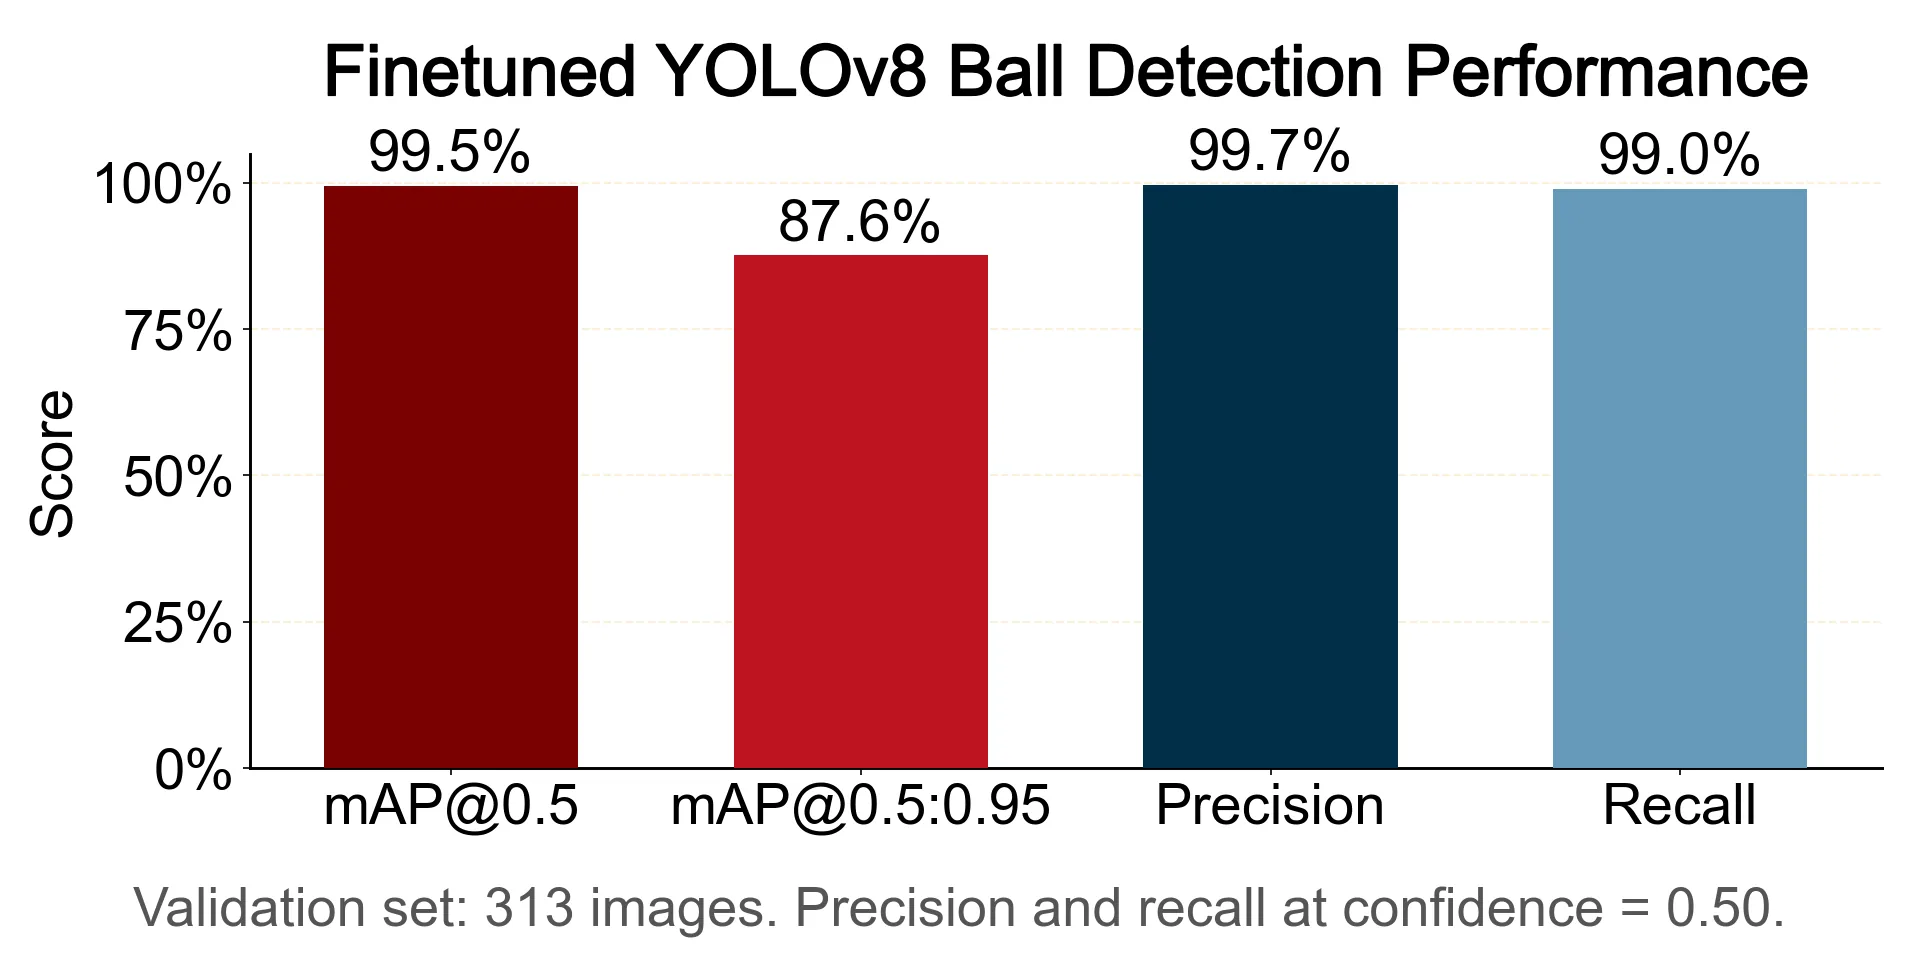 Finetuned YOLOv8 Ball Detection Performance
99.5%
87.6%
99.7%
99.0%
100%
75%
50%
25%
0%
Score
mAP@0.5
mAP@0.5:0.95
Precision
Recall
Validation set: 313 images. Precision and recall at confidence = 0.50.